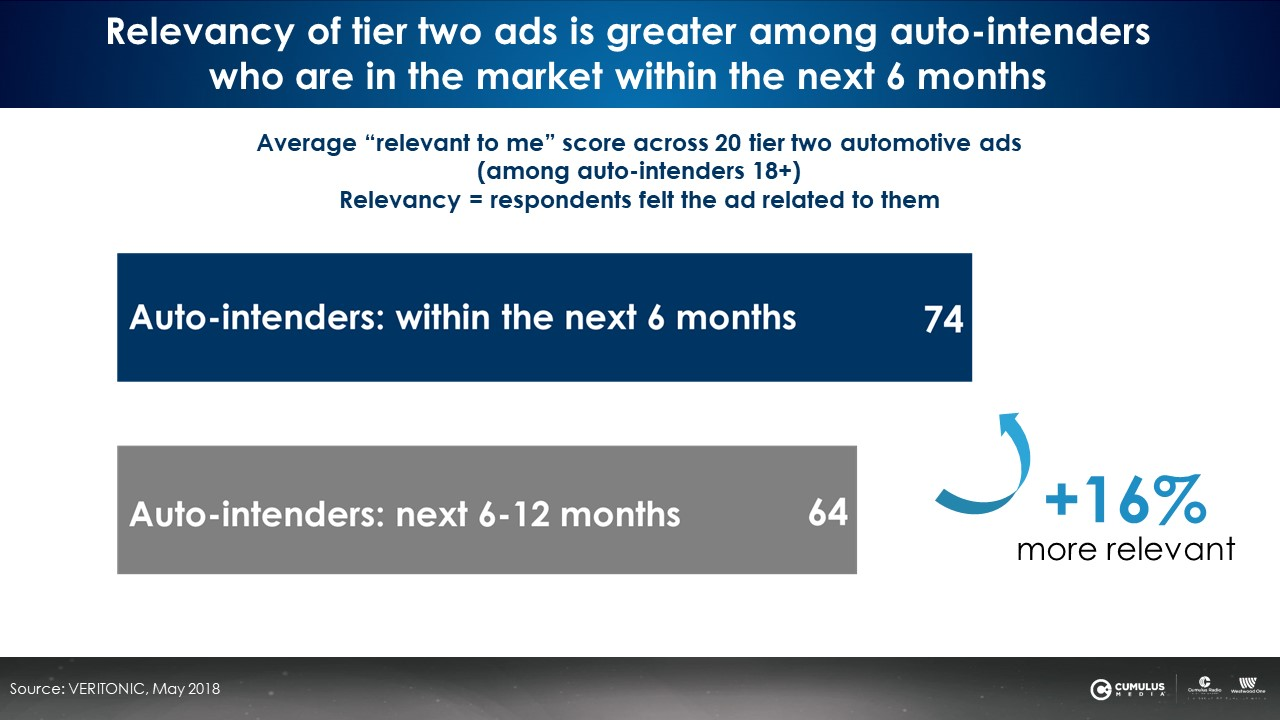 Relevancy of tier two ads is greater among auto-intenders
who are in the market within the next 6 months
Average “relevant to me” score across 20 tier two automotive ads
(among auto-intenders 18+)
Relevancy = respondents felt the ad related to them
Auto-intenders: within the next 6 months 74
Auto-intenders: next 6-12 months 64
+16%
more relevant
Source: VERITONIC, May 2018
CUMULUS
MEDIA
Cumulus Radio
Westwood One